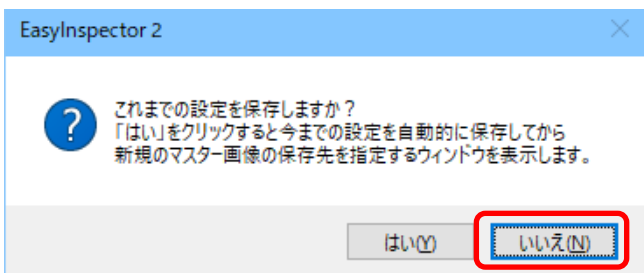 EasyInspector 2
これまでの設定を保存しますか？
「はい」をクリックすると今までの設定を自動的に保存してから
新規のマスター画像の保存先を指定するウィンドウを表示します。
はい(Y)
いいえ(N)